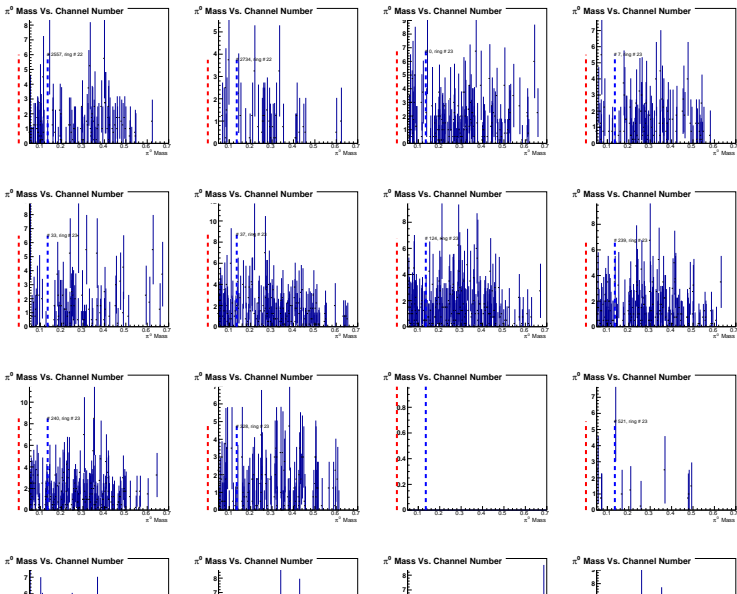 π⁰ Mass Vs. Channel Number
# 2657, ring # 22
π⁰ Mass
π⁰ Mass Vs. Channel Number
# 2734, ring # 22
π⁰ Mass
π⁰ Mass Vs. Channel Number
# 0, ring # 23
π⁰ Mass
π⁰ Mass Vs. Channel Number
# 7, ring # 23
π⁰ Mass
π⁰ Mass Vs. Channel Number
# 33, ring # 23
π⁰ Mass
π⁰ Mass Vs. Channel Number
# 37, ring # 23
π⁰ Mass
π⁰ Mass Vs. Channel Number
# 124, ring # 23
π⁰ Mass
π⁰ Mass Vs. Channel Number
# 239, ring # 23
π⁰ Mass
π⁰ Mass Vs. Channel Number
# 240, ring # 23
π⁰ Mass
π⁰ Mass Vs. Channel Number
# 328, ring # 23
π⁰ Mass
π⁰ Mass Vs. Channel Number
π⁰ Mass
π⁰ Mass Vs. Channel Number
# 521, ring # 23
π⁰ Mass
π⁰ Mass Vs. Channel Number
π⁰ Mass Vs. Channel Number
π⁰ Mass Vs. Channel Number
π⁰ Mass Vs. Channel Number